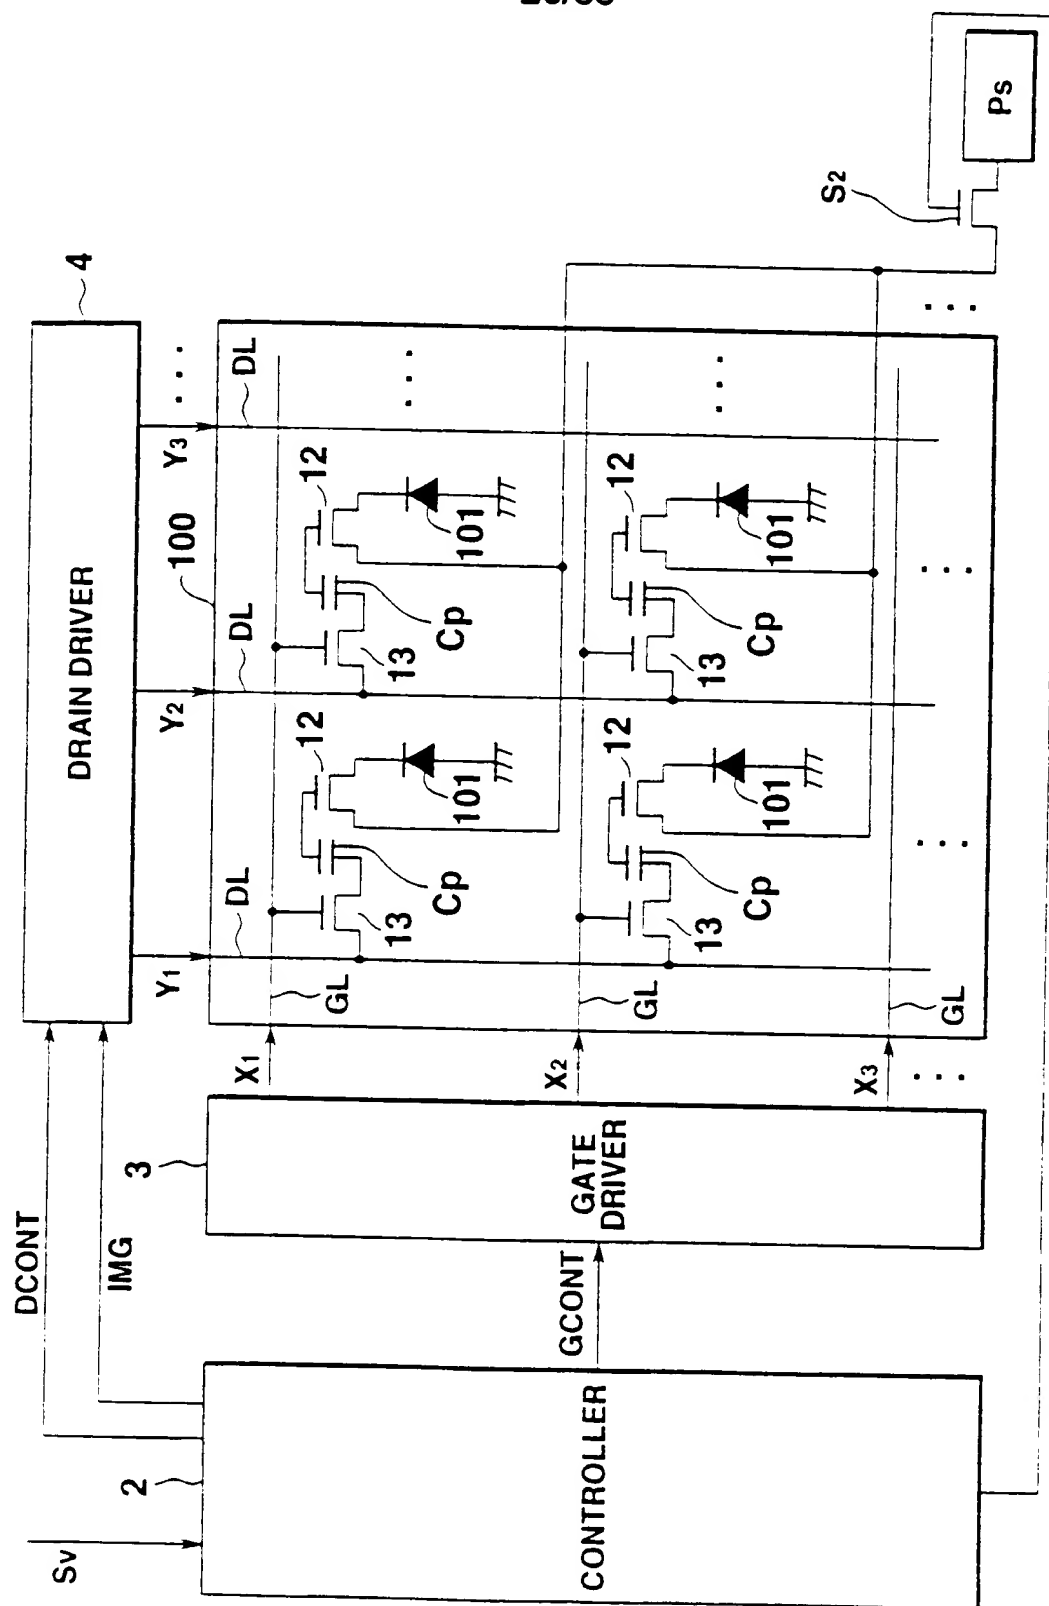 Sv
2
CONTROLLER
DCONT
IMG
GCONT
3
GATE
DRIVER
4
DRAIN DRIVER
X1
X2
X3
...
Y1
Y2
Y3
...
100
DL
DL
DL
GL
GL
GL
13
Cp
12
101
13
Cp
12
101
...
13
Cp
12
101
13
Cp
12
101
...
...
...
...
S2
Ps